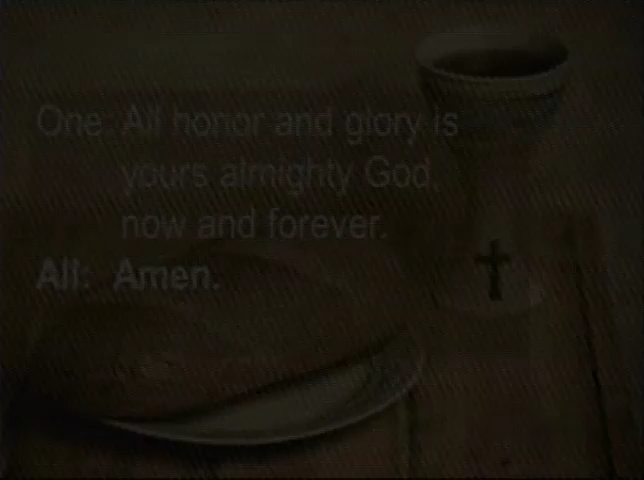 One: All honor and glory is
yours almighty God,
now and forever.
All: Amen.